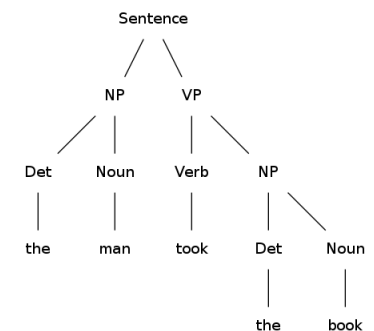 Sentence
NP VP
Det Noun Verb NP
the man took Det Noun
the book